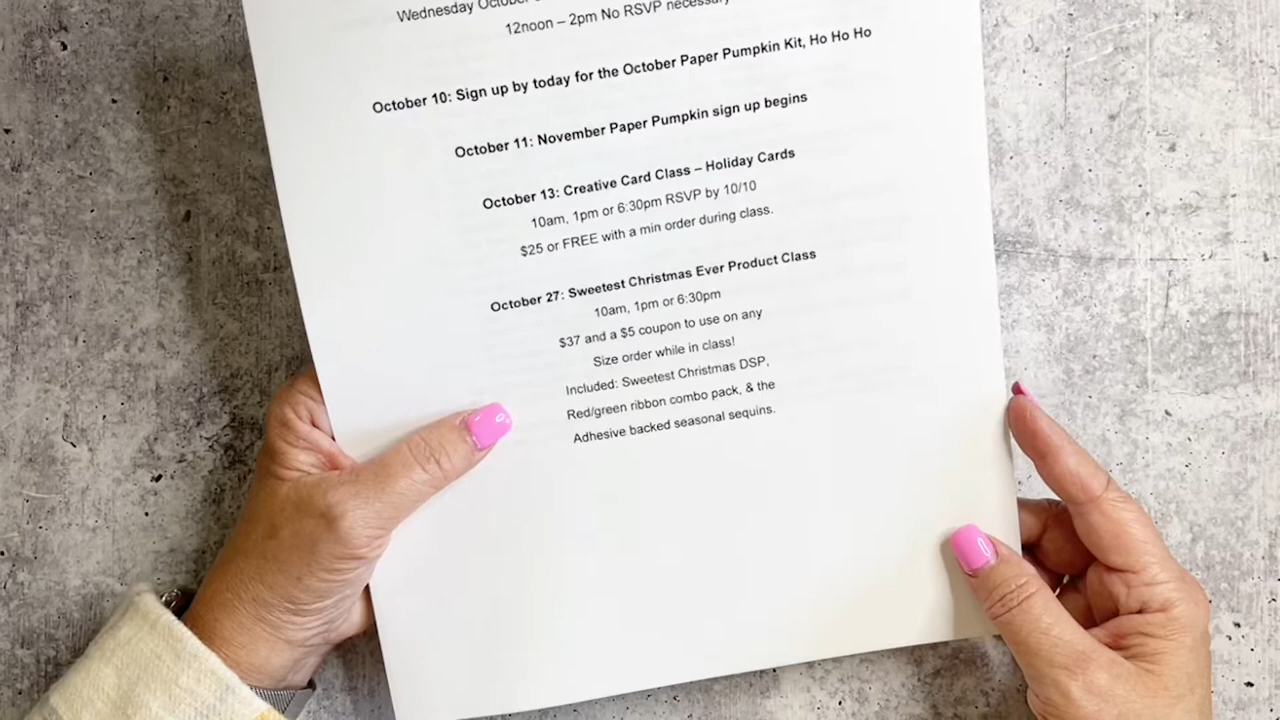 Wednesday October
12noon – 2pm No RSVP necessary
October 10: Sign up by today for the October Paper Pumpkin Kit, Ho Ho Ho
October 11: November Paper Pumpkin sign up begins
October 13: Creative Card Class – Holiday Cards
10am, 1pm or 6:30pm RSVP by 10/10
$25 or FREE with a min order during class.
October 27: Sweetest Christmas Ever Product Class
10am, 1pm or 6:30pm
$37 and a $5 coupon to use on any
Size order while in class!
Included: Sweetest Christmas DSP,
Red/green ribbon combo pack, & the
Adhesive backed seasonal sequins.